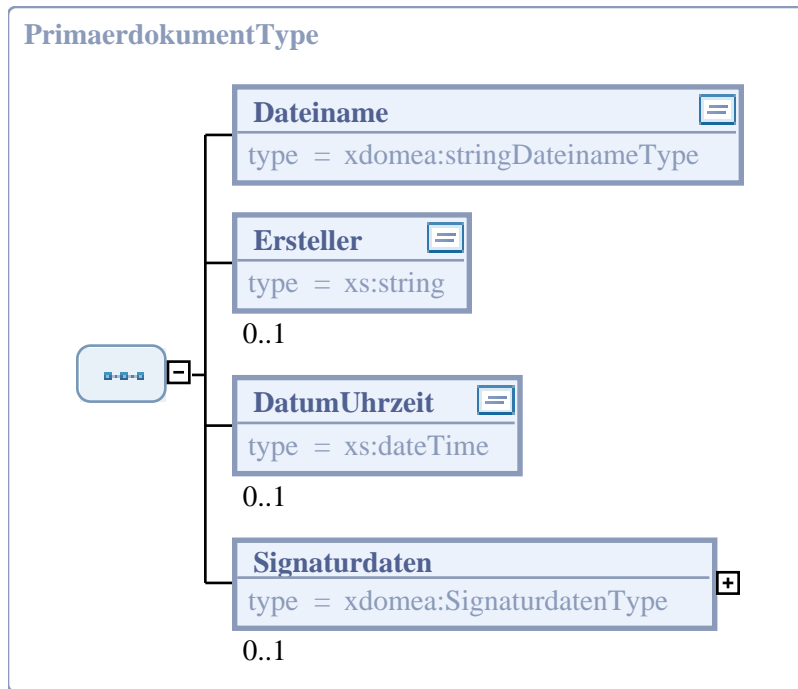 PrimaerdokumentType
Dateiname
type = xdomea:stringDateinameType
Ersteller
type = xs:string
0..1
DatumUhrzeit
type = xs:dateTime
0..1
Signaturdaten
type = xdomea:SignaturdatenType
0..1